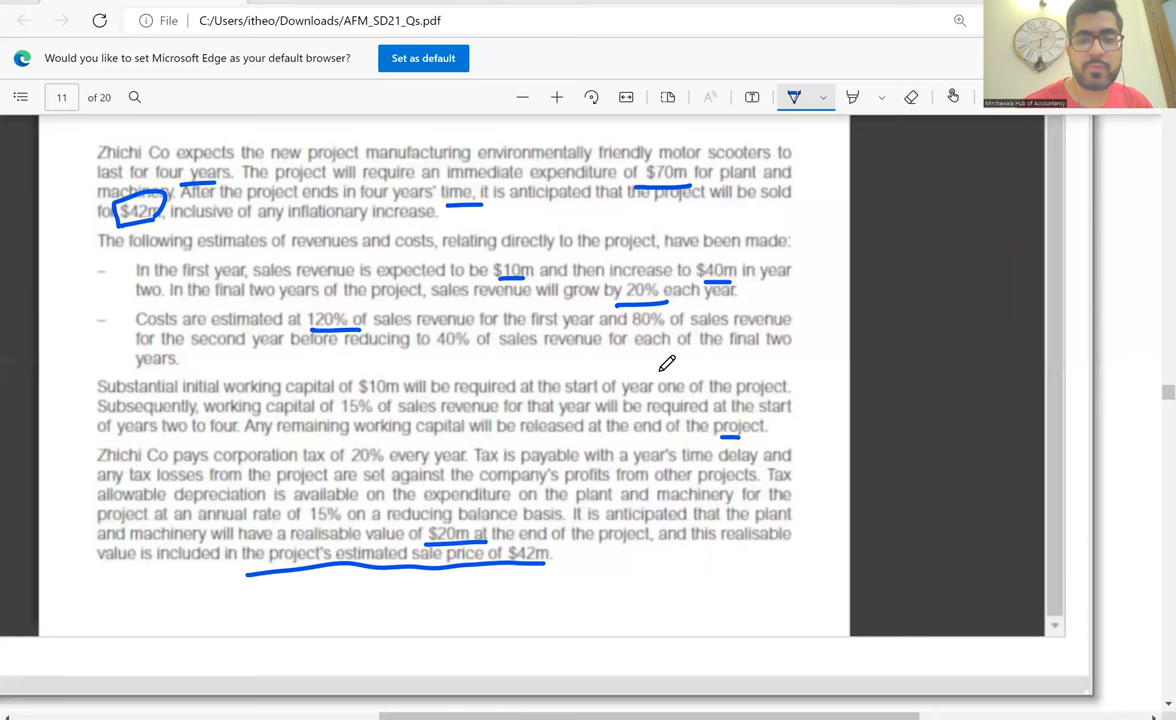 File
C:/Users/itheo/Downloads/AFM_SD21_Qs.pdf
Would you like to set Microsoft Edge as your default browser?
Set as default
11 of 20
Mirchawala Hub of Accountancy
Zhichi Co expects the new project manufacturing environmentally friendly motor scooters to
last for four years. The project will require an immediate expenditure of $70m for plant and
machinery. After the project ends in four years' time, it is anticipated that the project will be sold
for $42m, inclusive of any inflationary increase.
The following estimates of revenues and costs, relating directly to the project, have been made:
– In the first year, sales revenue is expected to be $10m and then increase to $40m in year
two. In the final two years of the project, sales revenue will grow by 20% each year.
– Costs are estimated at 120% of sales revenue for the first year and 80% of sales revenue
for the second year before reducing to 40% of sales revenue for each of the final two
years.
Substantial initial working capital of $10m will be required at the start of year one of the project.
Subsequently, working capital of 15% of sales revenue for that year will be required at the start
of years two to four. Any remaining working capital will be released at the end of the project.
Zhichi Co pays corporation tax of 20% every year. Tax is payable with a year's time delay and
any tax losses from the project are set against the company's profits from other projects. Tax
allowable depreciation is available on the expenditure on the plant and machinery for the
project at an annual rate of 15% on a reducing balance basis. It is anticipated that the plant
and machinery will have a realisable value of $20m at the end of the project, and this realisable
value is included in the project's estimated sale price of $42m.